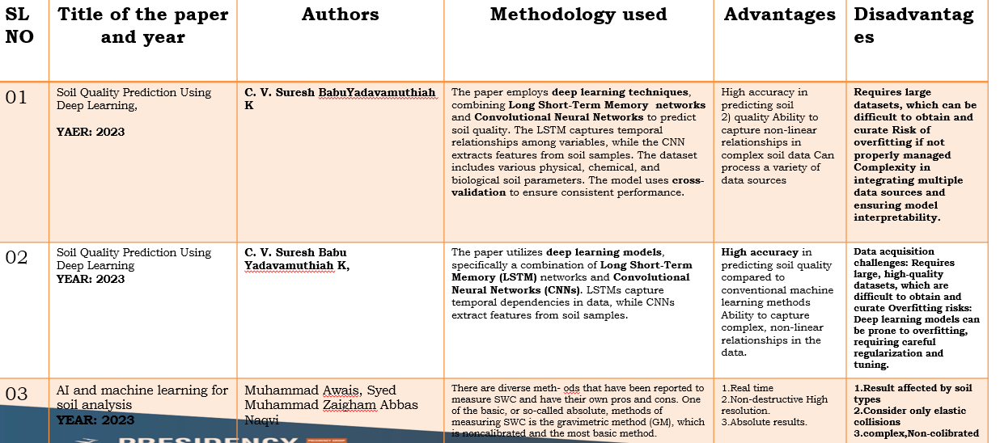 SL
NO
Title of the paper
and year
Authors
Methodology used
Advantages
Disadvantag
es
01
Soil Quality Prediction Using
Deep Learning,
YAER: 2023
C. V. Suresh BabuYadavamuthiah
K
The paper employs deep learning techniques,
combining Long Short-Term Memory  networks
and Convolutional Neural Networks to predict
soil quality. The LSTM captures temporal
relationships among variables, while the CNN
extracts features from soil samples. The dataset
includes various physical, chemical, and
biological soil parameters. The model uses cross-
validation to ensure consistent performance.
High accuracy in
predicting soil
2) quality Ability to
capture non-linear
relationships in
complex soil data Can
process a variety of
data sources
Requires large
datasets, which can be
difficult to obtain and
curate Risk of
overfitting if not
properly managed
Complexity in
integrating multiple
data sources and
ensuring model
interpretability.
02
Soil Quality Prediction Using
Deep Learning
YEAR: 2023
C. V. Suresh Babu
Yadavamuthiah K,
The paper utilizes deep learning models,
specifically a combination of Long Short-Term
Memory (LSTM) networks and Convolutional
Neural Networks (CNNs). LSTMs capture
temporal dependencies in data, while CNNs
extract features from soil samples.
High accuracy in
predicting soil quality
compared to
conventional machine
learning methods
Ability to capture
complex, non-linear
relationships in the
data.
Data acquisition
challenges: Requires
large, high-quality
datasets, which are
difficult to obtain and
curate Overfitting risks:
Deep learning models can
be prone to overfitting,
requiring careful
regularization and
tuning.
03
AI and machine learning for
soil analysis
YEAR: 2023
Muhammad Awais, Syed
Muhammad Zaigham Abbas
Naqvi
There are diverse meth- ods that have been reported to
measure SWC and have their own pros and cons. One
of the basic, or so-called absolute, methods of
measuring SWC is the gravimetric method (GM), which
is noncalibrated and the most basic method.
1.Real time
2.Non-destructive High
resolution.
3.Absolute results.
1.Result affected by soil
types
2.Consider only elastic
collisions
3.complex,Non-colibrated
PRESIDENCY